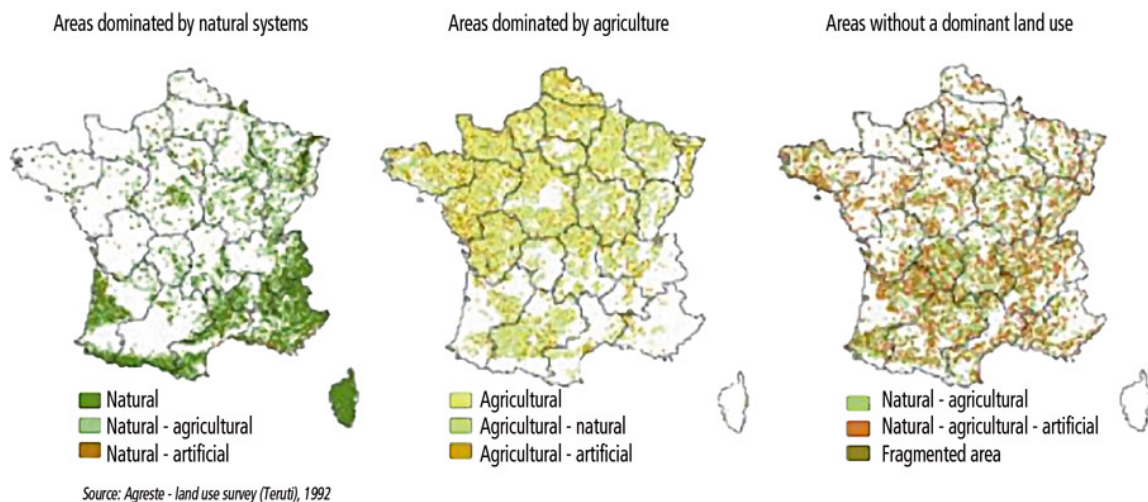 Areas dominated by natural systems
Areas dominated by agriculture
Areas without a dominant land use
Natural
Natural - agricultural
Natural - artificial
Agricultural
Agricultural - natural
Agricultural - artificial
Natural - agricultural
Natural - agricultural - artificial
Fragmented area
Source: Agreste - land use survey (Teruti), 1992